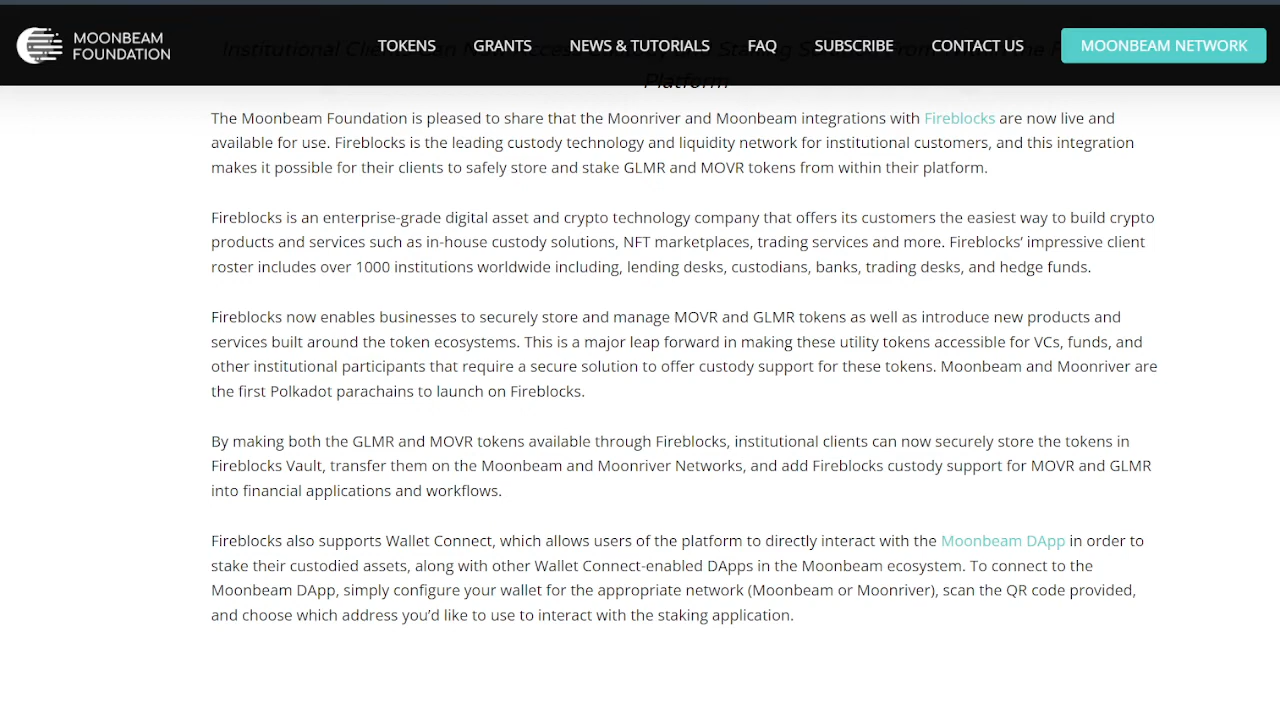 MOONBEAM
FOUNDATION
TOKENS
GRANTS
NEWS & TUTORIALS
FAQ
SUBSCRIBE
CONTACT US
MOONBEAM NETWORK
Platform
The Moonbeam Foundation is pleased to share that the Moonriver and Moonbeam integrations with Fireblocks are now live and
available for use. Fireblocks is the leading custody technology and liquidity network for institutional customers, and this integration
makes it possible for their clients to safely store and stake GLMR and MOVR tokens from within their platform.
Fireblocks is an enterprise-grade digital asset and crypto technology company that offers its customers the easiest way to build crypto
products and services such as in-house custody solutions, NFT marketplaces, trading services and more. Fireblocks’ impressive client
roster includes over 1000 institutions worldwide including, lending desks, custodians, banks, trading desks, and hedge funds.
Fireblocks now enables businesses to securely store and manage MOVR and GLMR tokens as well as introduce new products and
services built around the token ecosystems. This is a major leap forward in making these utility tokens accessible for VCs, funds, and
other institutional participants that require a secure solution to offer custody support for these tokens. Moonbeam and Moonriver are
the first Polkadot parachains to launch on Fireblocks.
By making both the GLMR and MOVR tokens available through Fireblocks, institutional clients can now securely store the tokens in
Fireblocks Vault, transfer them on the Moonbeam and Moonriver Networks, and add Fireblocks custody support for MOVR and GLMR
into financial applications and workflows.
Fireblocks also supports Wallet Connect, which allows users of the platform to directly interact with the Moonbeam DApp in order to
stake their custodied assets, along with other Wallet Connect-enabled DApps in the Moonbeam ecosystem. To connect to the
Moonbeam DApp, simply configure your wallet for the appropriate network (Moonbeam or Moonriver), scan the QR code provided,
and choose which address you’d like to use to interact with the staking application.